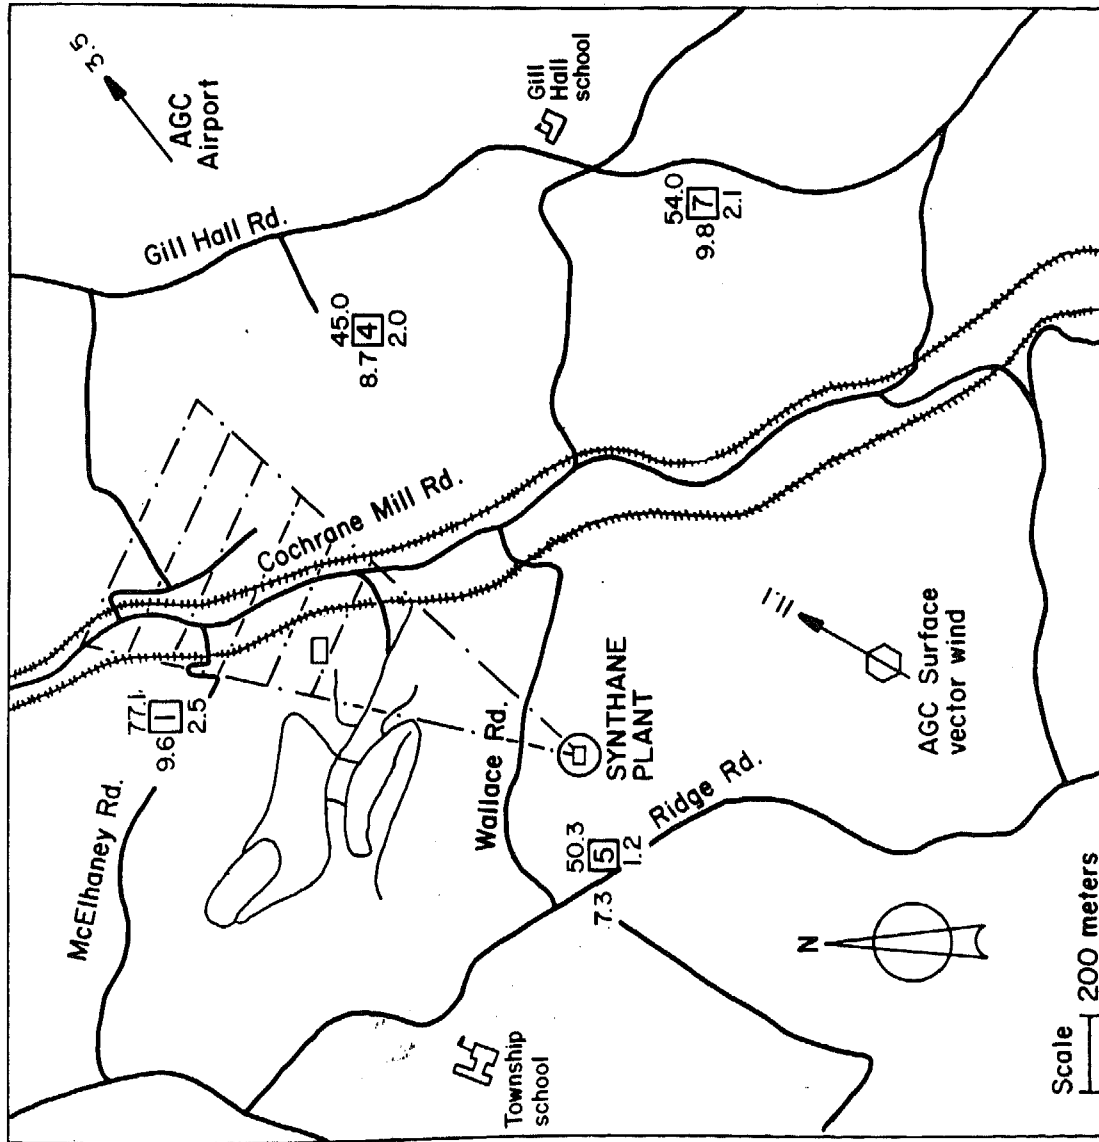 3.5
AGC
Airport
Gill
Hall
school
Gill Hall Rd.
45.0
8.7 4
2.0
54.0
9.8 7
2.1
Cochrane Mill Rd.
77.1
9.6 1
2.5
McElhaney Rd.
Wallace Rd.
SYNTHANE
PLANT
50.3
7.3 5
1.2
Ridge Rd.
AGC Surface
vector wind
N
Township
school
Scale 200 meters